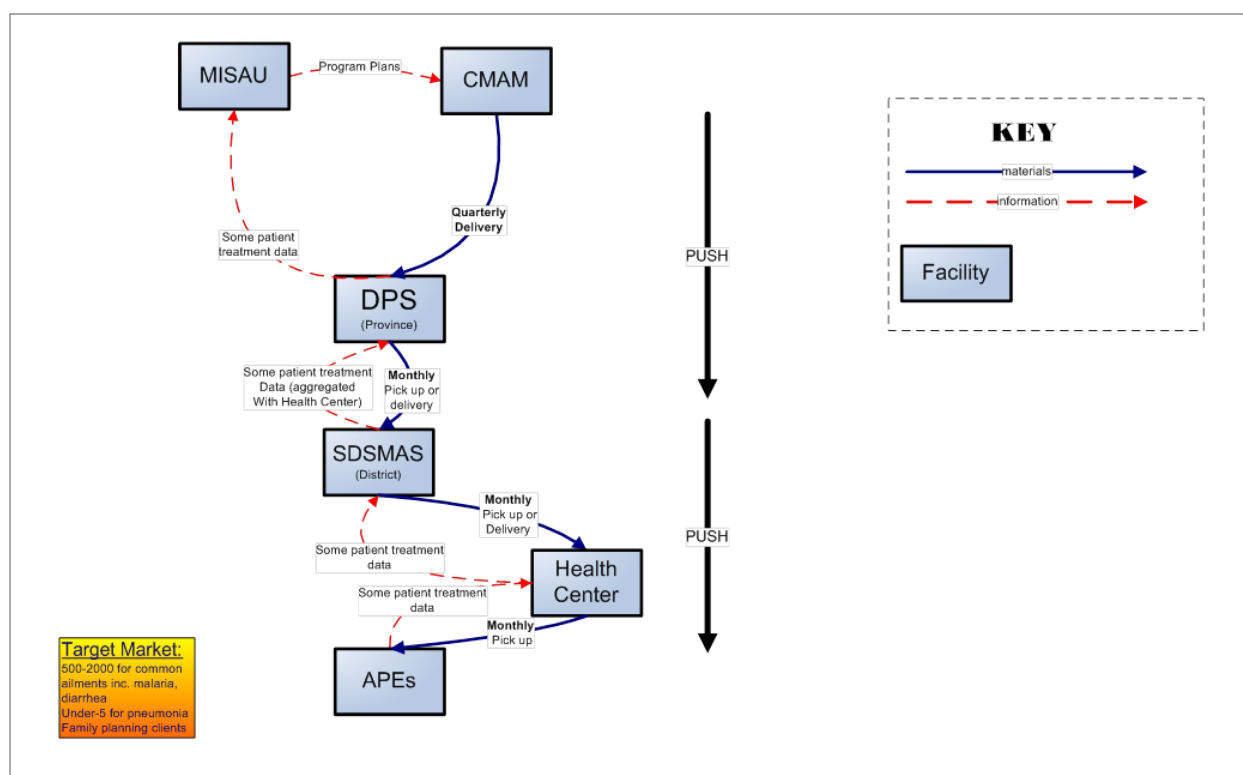 MISAU
Program Plans
CMAM
KEY
materials
information
Quarterly
Delivery
Some patient
treatment data
PUSH
Facility
DPS
(Province)
Some patient treatment
Data (aggregated
With Health Center)
Monthly
Pick up or
delivery
SDSMAS
(District)
Monthly
Pick up or
Delivery
PUSH
Some patient treatment
data
Health
Center
Some patient treatment
data
Monthly
Pick up
APEs
Target Market:
500-2000 for common
ailments inc. malaria,
diarrhea
Under-5 for pneumonia
Family planning clients